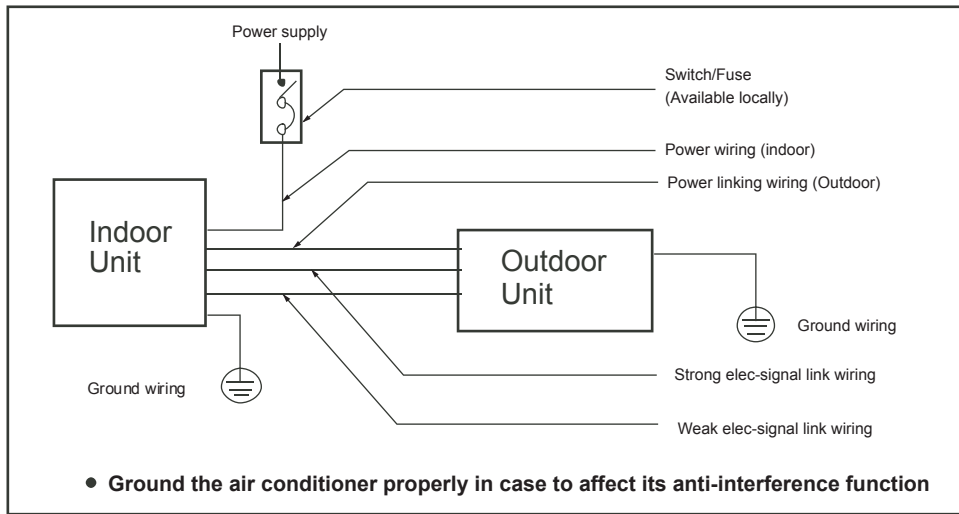 Power supply
Switch/Fuse
(Available locally)
Power wiring (indoor)
Power linking wiring (Outdoor)
Indoor
Unit
Outdoor
Unit
Ground wiring
Ground wiring
Strong elec-signal link wiring
Weak elec-signal link wiring
● Ground the air conditioner properly in case to affect its anti-interference function